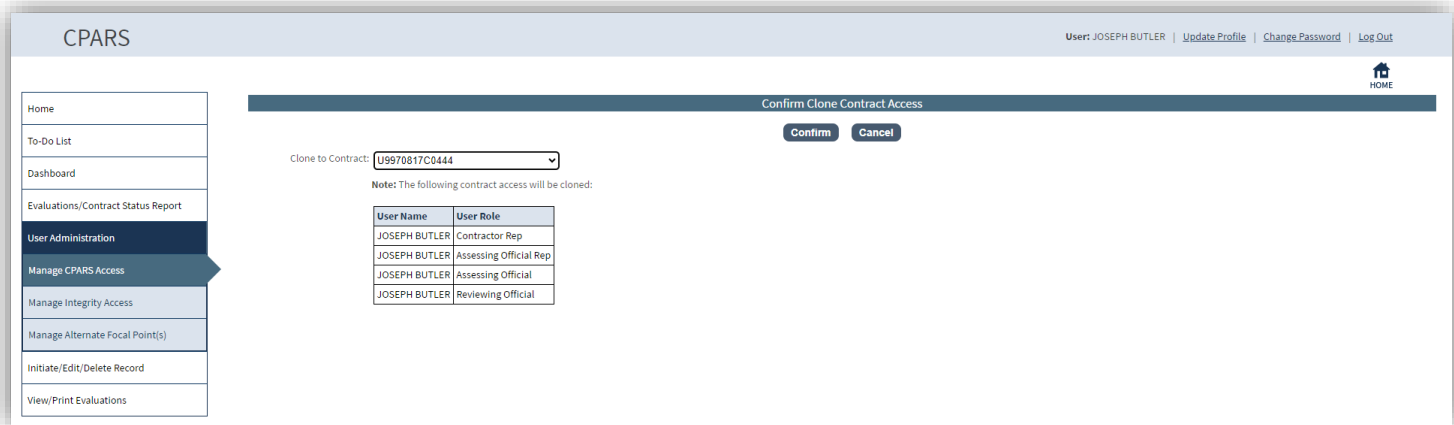 CPARS
User: JOSEPH BUTLER | Update Profile | Change Password | Log Out
HOME
Home
To-Do List
Dashboard
Evaluations/Contract Status Report
User Administration
Manage CPARS Access
Manage Integrity Access
Manage Alternate Focal Point(s)
Initiate/Edit/Delete Record
View/Print Evaluations
Confirm Clone Contract Access
Confirm Cancel
Clone to Contract: U9970817C0444
Note: The following contract access will be cloned:
User Name User Role
JOSEPH BUTLER Contractor Rep
JOSEPH BUTLER Assessing Official Rep
JOSEPH BUTLER Assessing Official
JOSEPH BUTLER Reviewing Official